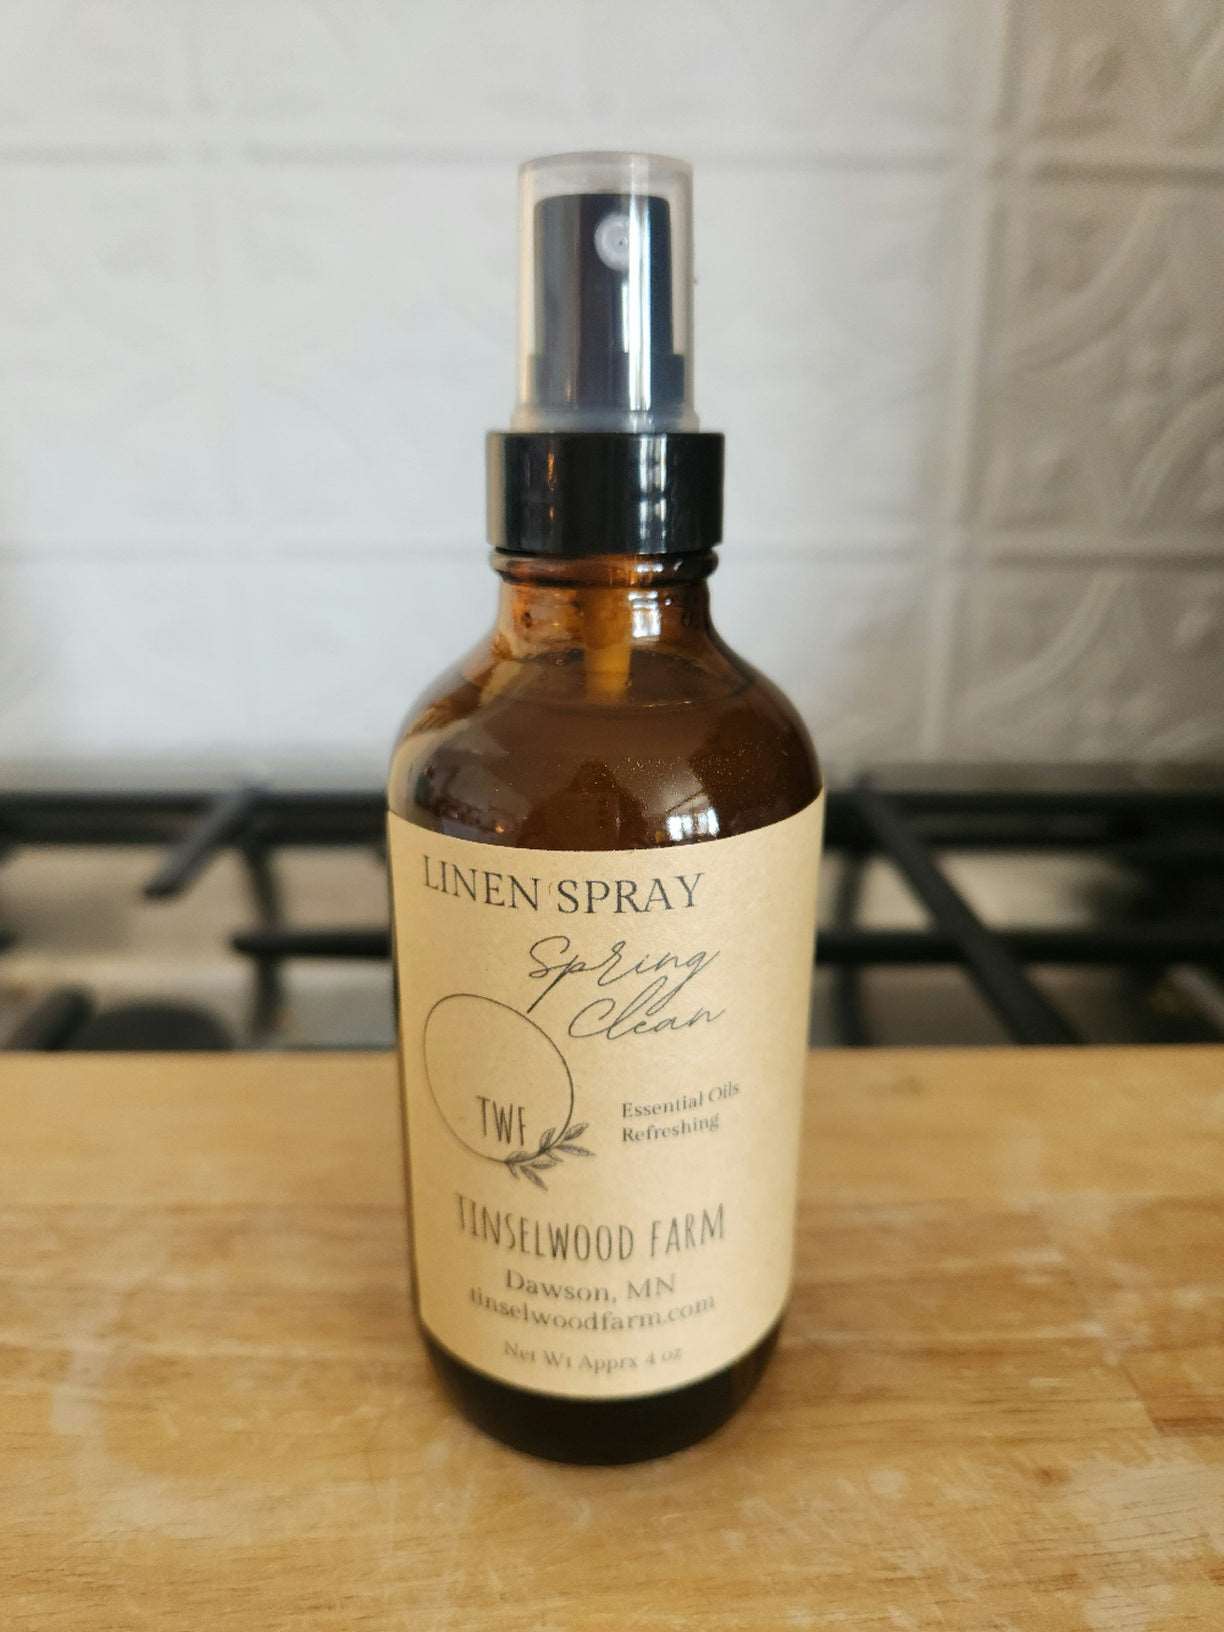 LINEN SPRAY
Spring
Clean
TWF
Essential Oils
Refreshing
TINSELWOOD FARM
Dawson, MN
tinselwoodfarm.com
Net Wt Apprx 4 oz